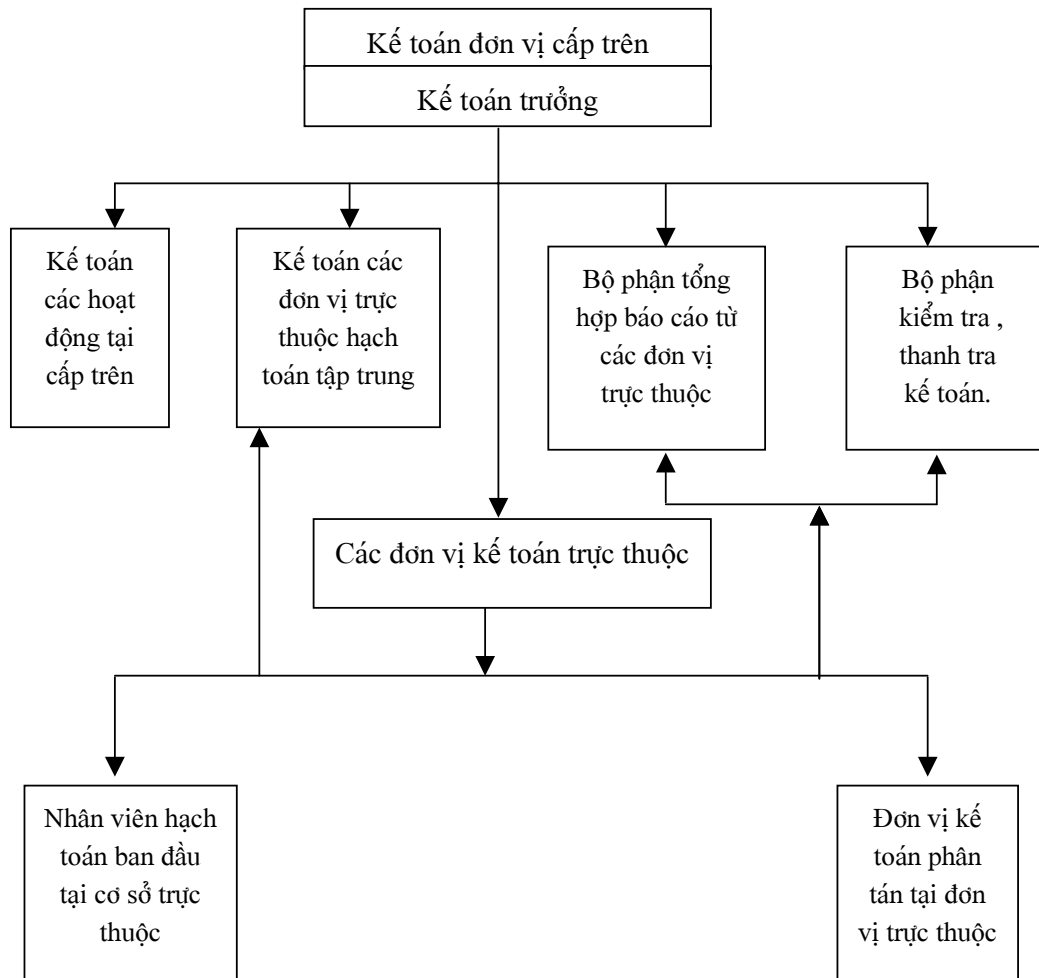 Kế toán đơn vị cấp trên
Kế toán trưởng
Kế toán
các hoạt
động tại
cấp trên
Kế toán các
đơn vị trực
thuộc hạch
toán tập trung
Bộ phận tổng
hợp báo cáo từ
các đơn vị
trực thuộc
Bộ phận
kiểm tra ,
thanh tra
kế toán.
Các đơn vị kế toán trực thuộc
Nhân viên hạch
toán ban đầu
tại cơ sở trực
thuộc
Đơn vị kế
toán phân
tán tại đơn
vị trực thuộc